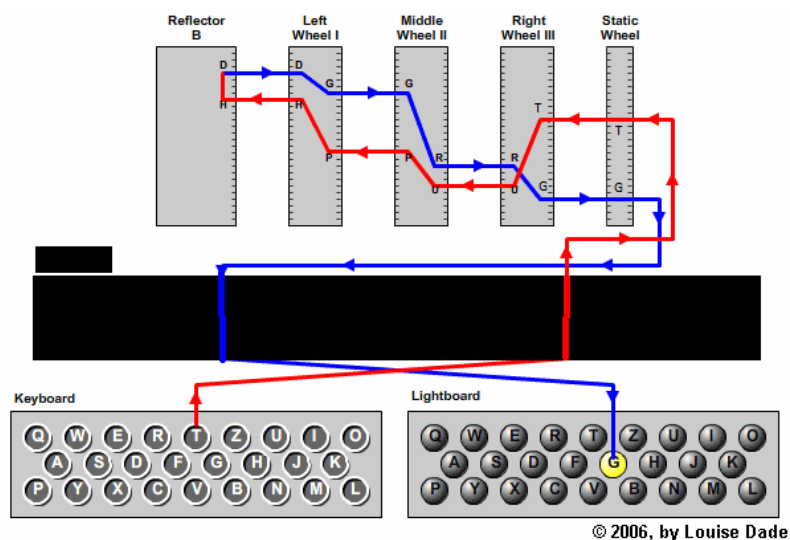 Reflector B
Left Wheel I
Middle Wheel II
Right Wheel III
Static Wheel
D D G G T
H H R R T
P P U U G G
Keyboard
Q W E R T Z U I O
A S D F G H J K
P Y X C V B N M L
Lightboard
Q W E R T Z U I O
A S D F G H J K
P Y X C V B N M L
© 2006, by Louise Dade